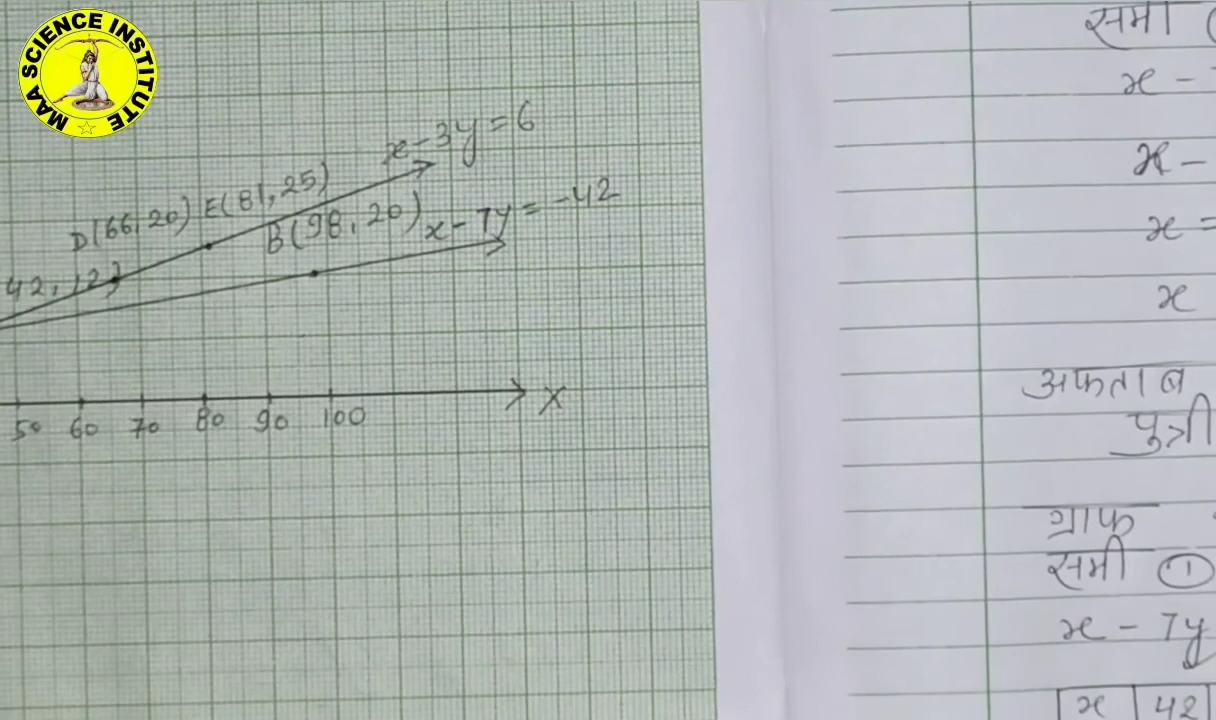 MAA SCIENCE INSTITUTE
x-3y=6
D(66,20) E(81,25)
B(98,20) x-7y=-42
42,12)
X
50 60 70 80 90 100
समी
x -
x -
x =
x
अफताब
पुत्री
ग्राफ
समी ①
x - 7y
x 42